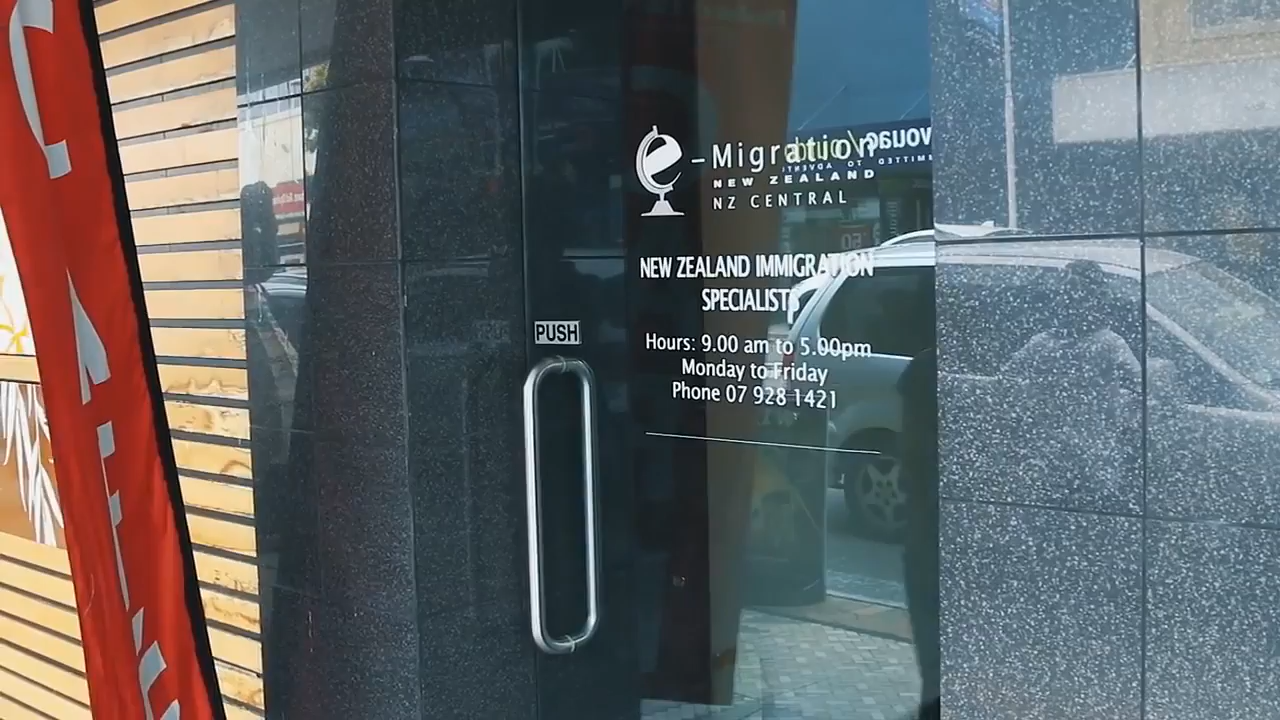 e-Migration
NEW ZEALAND
NZ CENTRAL
NEW ZEALAND IMMIGRATION
SPECIALISTS
PUSH
Hours: 9.00 am to 5.00pm
Monday to Friday
Phone 07 928 1421